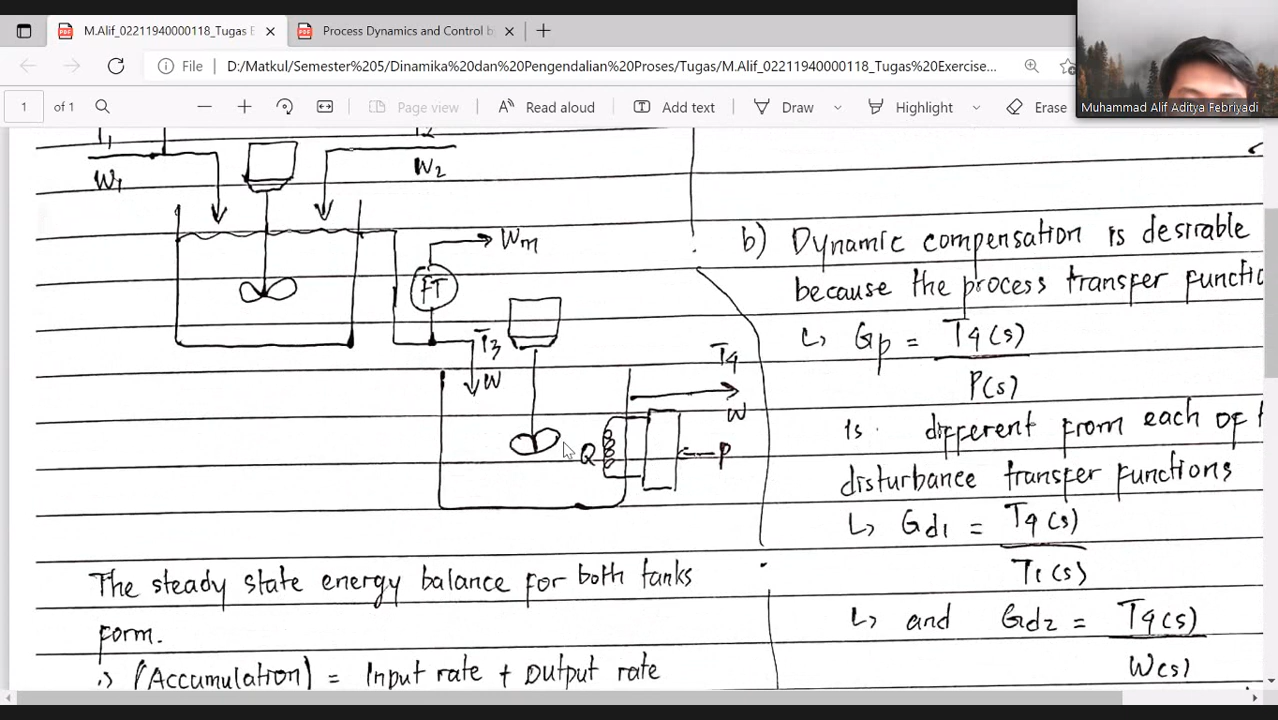 M.Alif_02211940000118_Tugas E
Process Dynamics and Control b
File
D:/Matkul/Semester%205/Dinamika%20dan%20Pengendalian%20Proses/Tugas/M.Alif_02211940000118_Tugas%20Exercise...
Muhammad Alif Aditya Febriyadi
1
of 1
Page view
Read aloud
Add text
Draw
Highlight
Erase
W1
W2
Wm
FT
T3
W
T4
W
Q
P
The steady state energy balance for both tanks
form.
∴ (Accumulation) = Input rate + Output rate
b) Dynamic compensation is desirable
because the process transfer functio
↳ Gp = T4(s)
P(s)
Is different from each of t
disturbance transfer functions
↳ Gd1 = T4(s)
T1(s)
↳ and Gd2 = T4(s)
W(s)